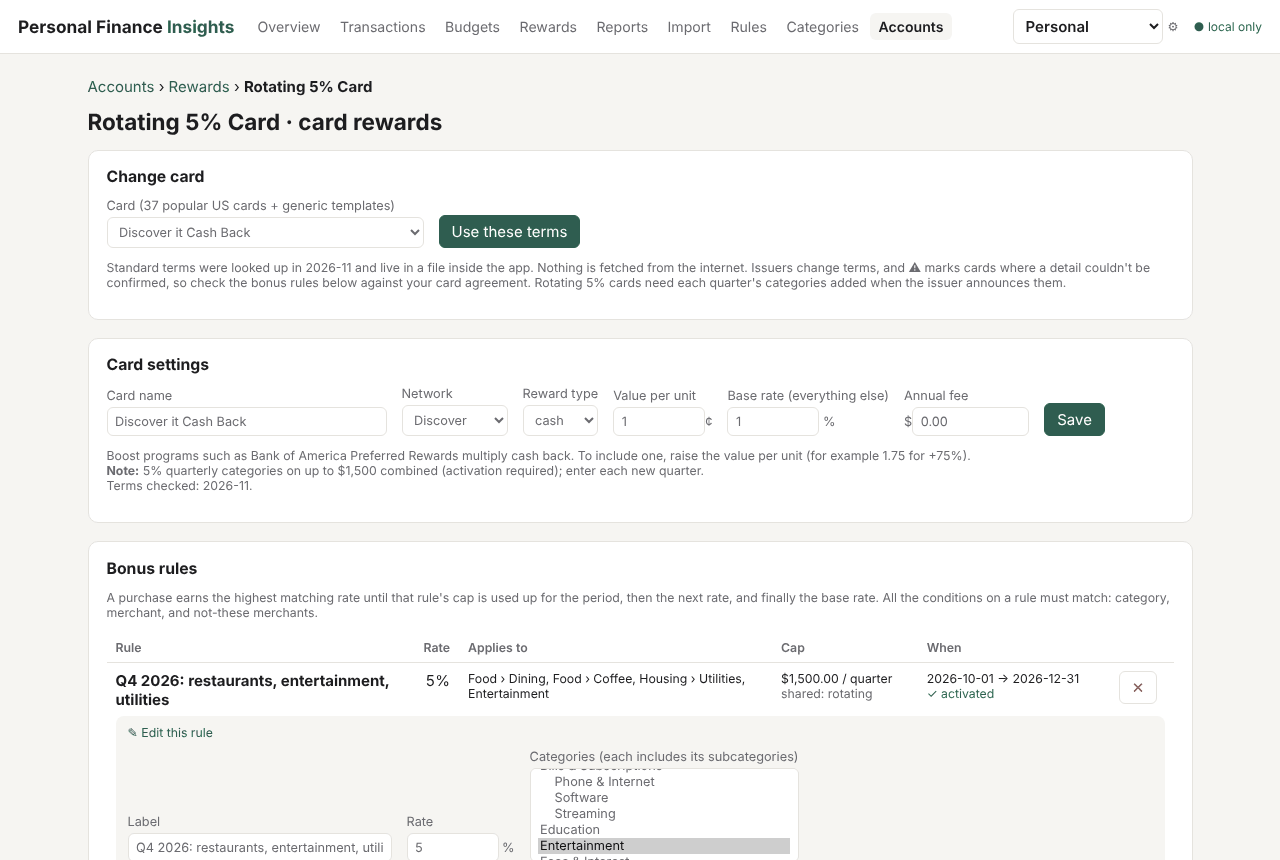 Personal Finance Insights Overview Transactions Budgets Rewards Reports Import Rules Categories Accounts Personal ⚙ ● local only
Accounts › Rewards › Rotating 5% Card
Rotating 5% Card · card rewards
Change card
Card (37 popular US cards + generic templates)
Discover it Cash Back Use these terms
Standard terms were looked up in 2026-11 and live in a file inside the app. Nothing is fetched from the internet. Issuers change terms, and ⚠ marks cards where a detail couldn't be
confirmed, so check the bonus rules below against your card agreement. Rotating 5% cards need each quarter's categories added when the issuer announces them.
Card settings
Card name Network Reward type Value per unit Base rate (everything else) Annual fee
Discover it Cash Back Discover cash 1 ¢ 1 % $ 0.00 Save
Boost programs such as Bank of America Preferred Rewards multiply cash back. To include one, raise the value per unit (for example 1.75 for +75%).
Note: 5% quarterly categories on up to $1,500 combined (activation required); enter each new quarter.
Terms checked: 2026-11.
Bonus rules
A purchase earns the highest matching rate until that rule's cap is used up for the period, then the next rate, and finally the base rate. All the conditions on a rule must match: category,
merchant, and not-these merchants.
Rule Rate Applies to Cap When
Q4 2026: restaurants, entertainment, 5% Food › Dining, Food › Coffee, Housing › Utilities, $1,500.00 / quarter 2026-10-01 → 2026-12-31 ✕
utilities Entertainment shared: rotating ✓ activated
✎ Edit this rule
Categories (each includes its subcategories)
Phone & Internet
Software
Streaming
Label Rate Education
Q4 2026: restaurants, entertainment, utili 5 % Entertainment